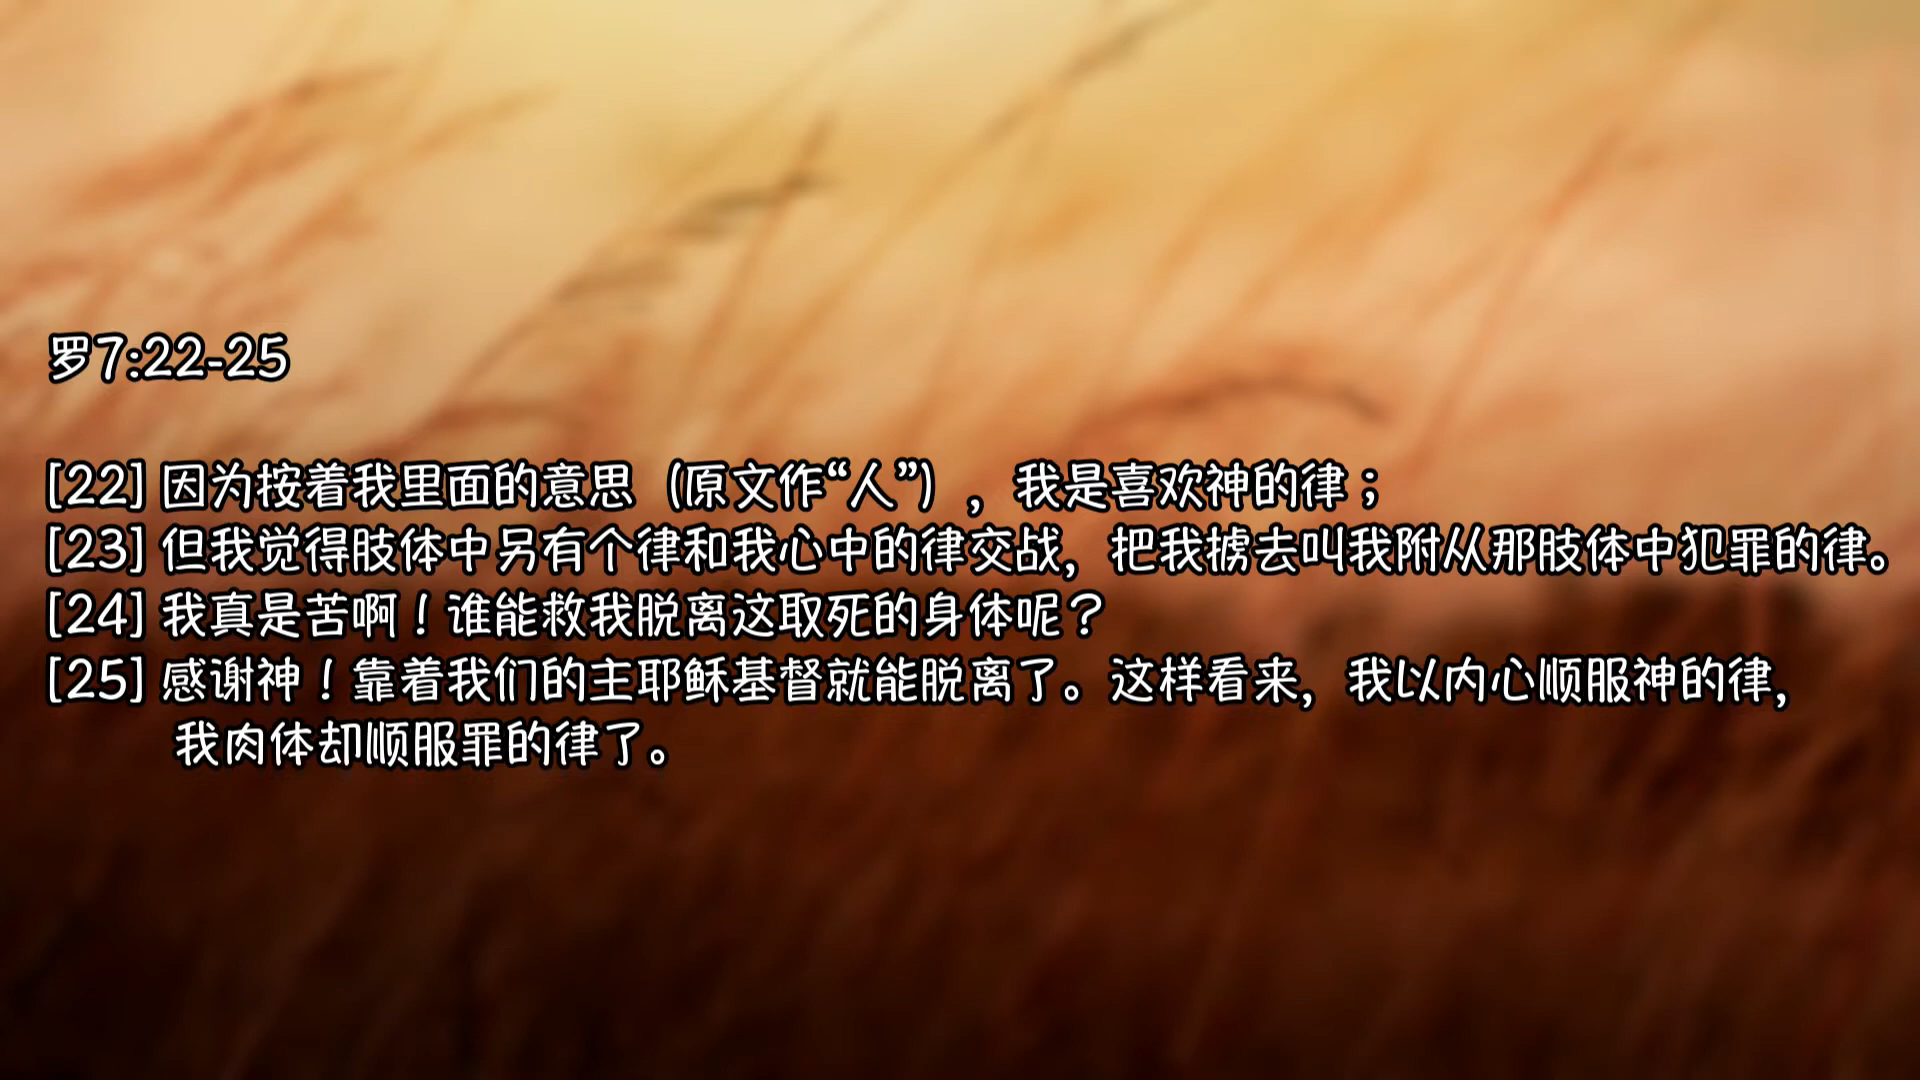 罗7:22-25
[22] 因为按着我里面的意思（原文作“人”），我是喜欢神的律；
[23] 但我觉得肢体中另有个律和我心中的律交战，把我掳去叫我附从那肢体中犯罪的律。
[24] 我真是苦啊！谁能救我脱离这取死的身体呢？
[25] 感谢神！靠着我们的主耶稣基督就能脱离了。这样看来，我以内心顺服神的律，
我肉体却顺服罪的律了。